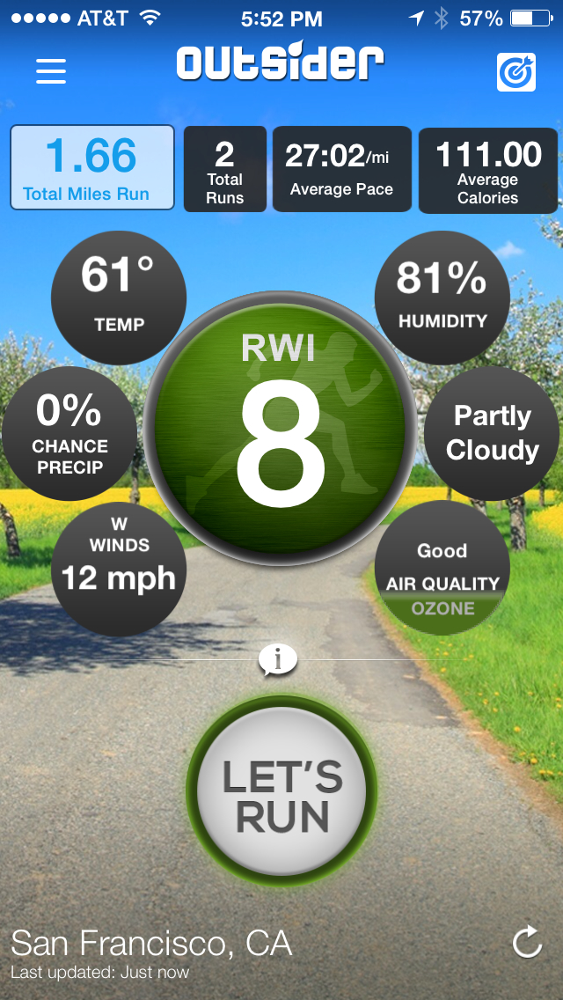 AT&T 5:52 PM 57%
outsider
1.66
Total Miles Run
2
Total
Runs
27:02/mi
Average Pace
111.00
Average
Calories
61°
TEMP
81%
HUMIDITY
RWI
8
0%
CHANCE
PRECIP
Partly
Cloudy
W
WINDS
12 mph
Good
AIR QUALITY
OZONE
i
LET'S
RUN
San Francisco, CA
Last updated: Just now